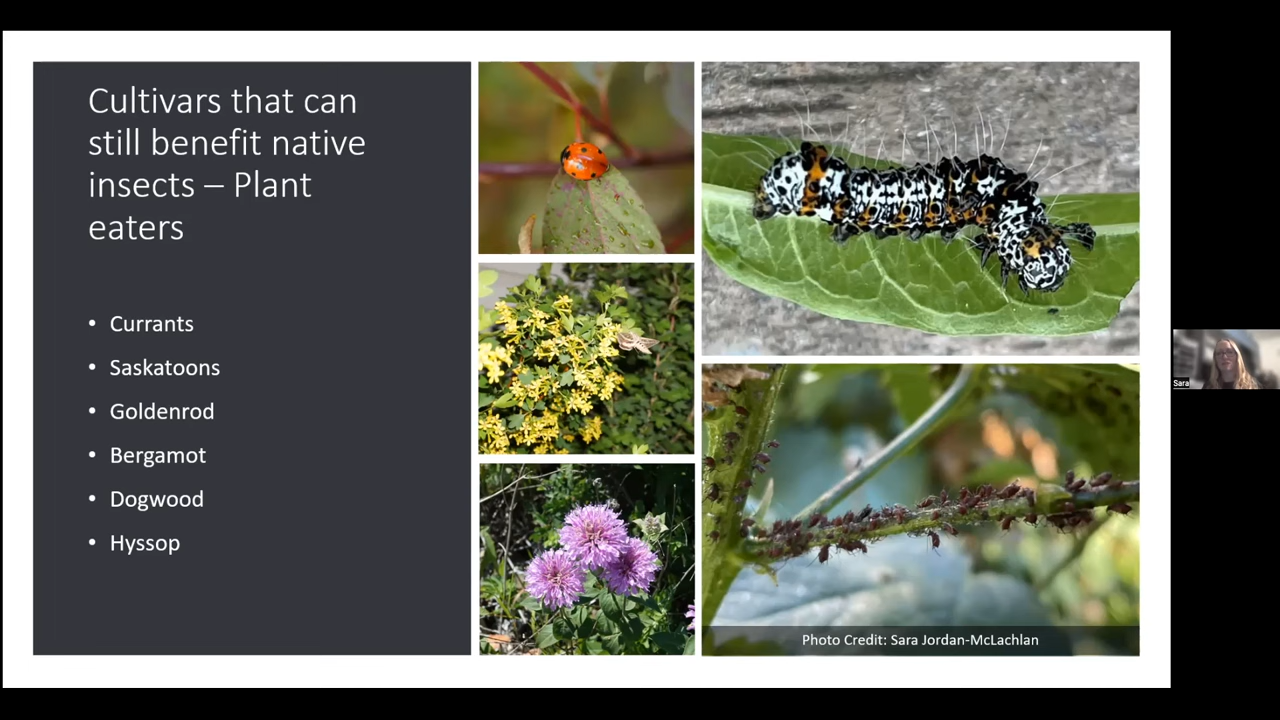 Cultivars that can
still benefit native
insects – Plant
eaters
• Currants
• Saskatoons
• Goldenrod
• Bergamot
• Dogwood
• Hyssop
Photo Credit: Sara Jordan-McLachlan
Sara